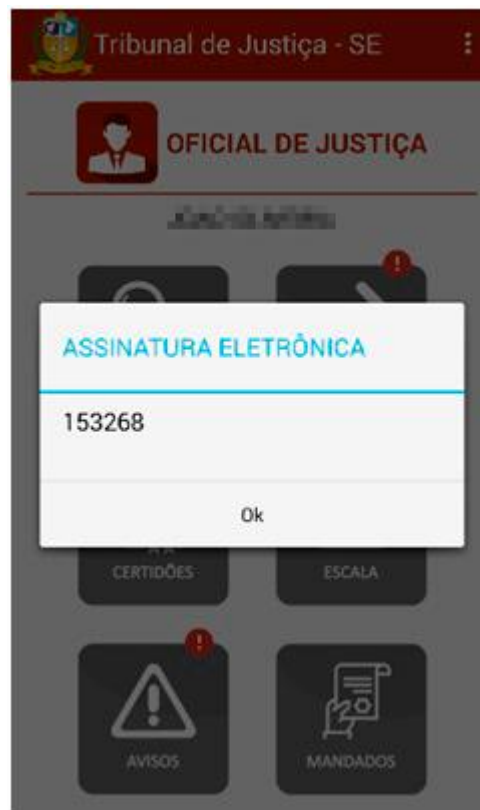 Tribunal de Justiça - SE
OFICIAL DE JUSTIÇA
ASSINATURA ELETRÔNICA
153268
Ok
CERTIDÕES
ESCALA
AVISOS
MANDADOS